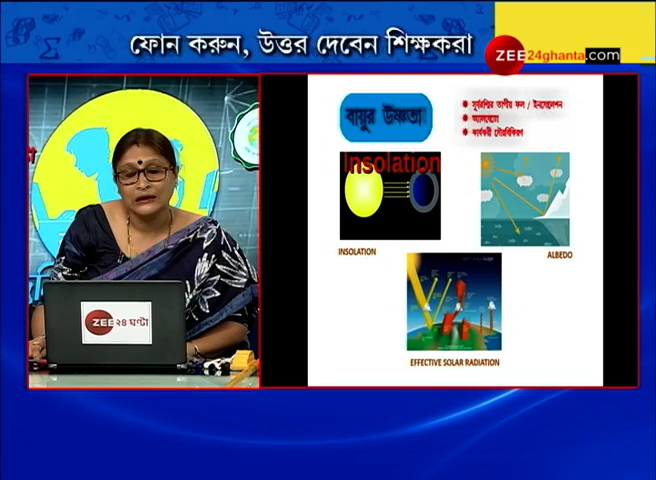 ফোন করুন, উত্তর দেবেন শিক্ষকরা
ZEE24ghanta.com
ZEE ২৪ ঘণ্টা
বায়ুর উষ্ণতা
* সূর্যরশ্মির তাপীয় ফল / ইনসোলেশন
* অ্যালবেডো
* কার্যকরী সৌরবিকিরণ
Insolation
INSOLATION
ALBEDO
EFFECTIVE SOLAR RADIATION